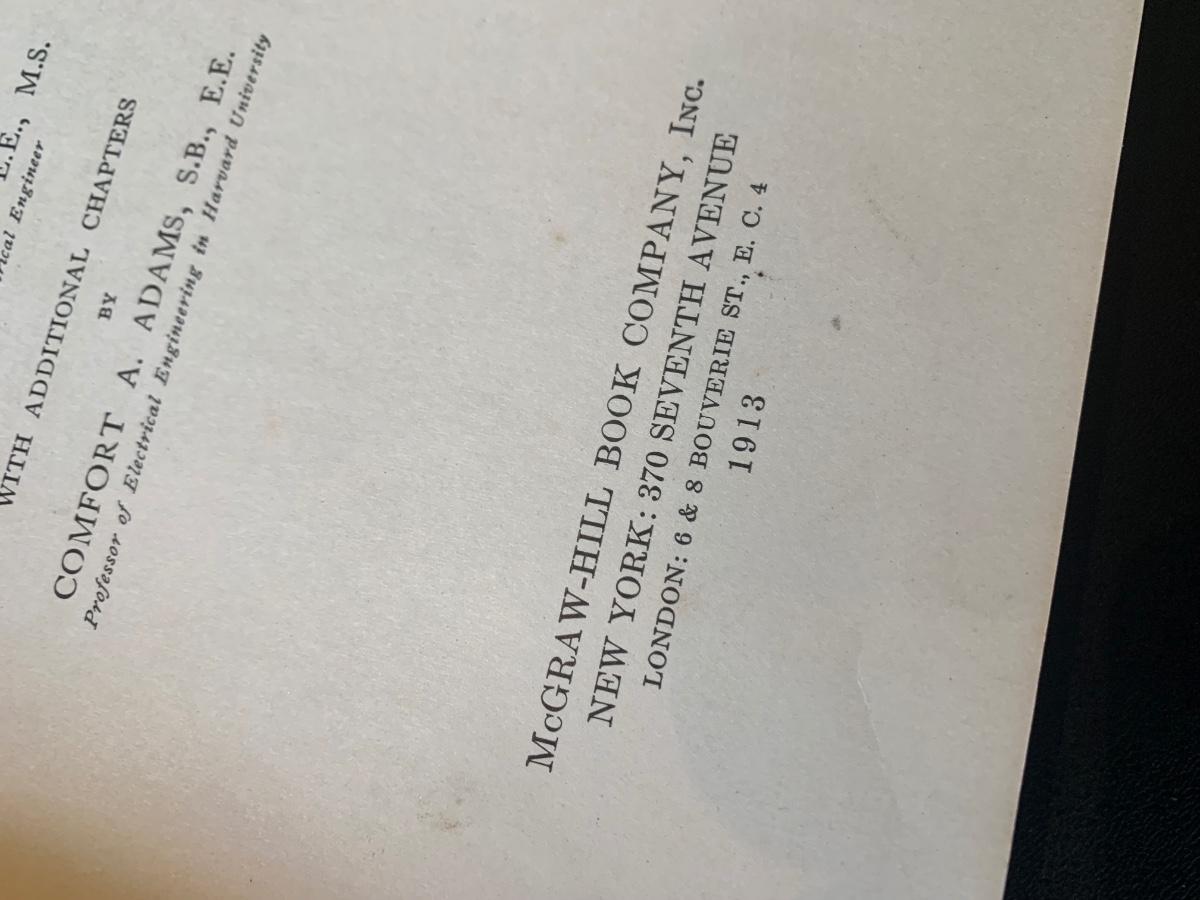 E.E., M.S.
Engineer
WITH ADDITIONAL CHAPTERS
BY
COMFORT A. ADAMS, S.B., E.E.
Professor of Electrical Engineering in Harvard University
McGRAW-HILL BOOK COMPANY, INC.
NEW YORK: 370 SEVENTH AVENUE
LONDON: 6 & 8 BOUVERIE ST., E. C. 4
1913